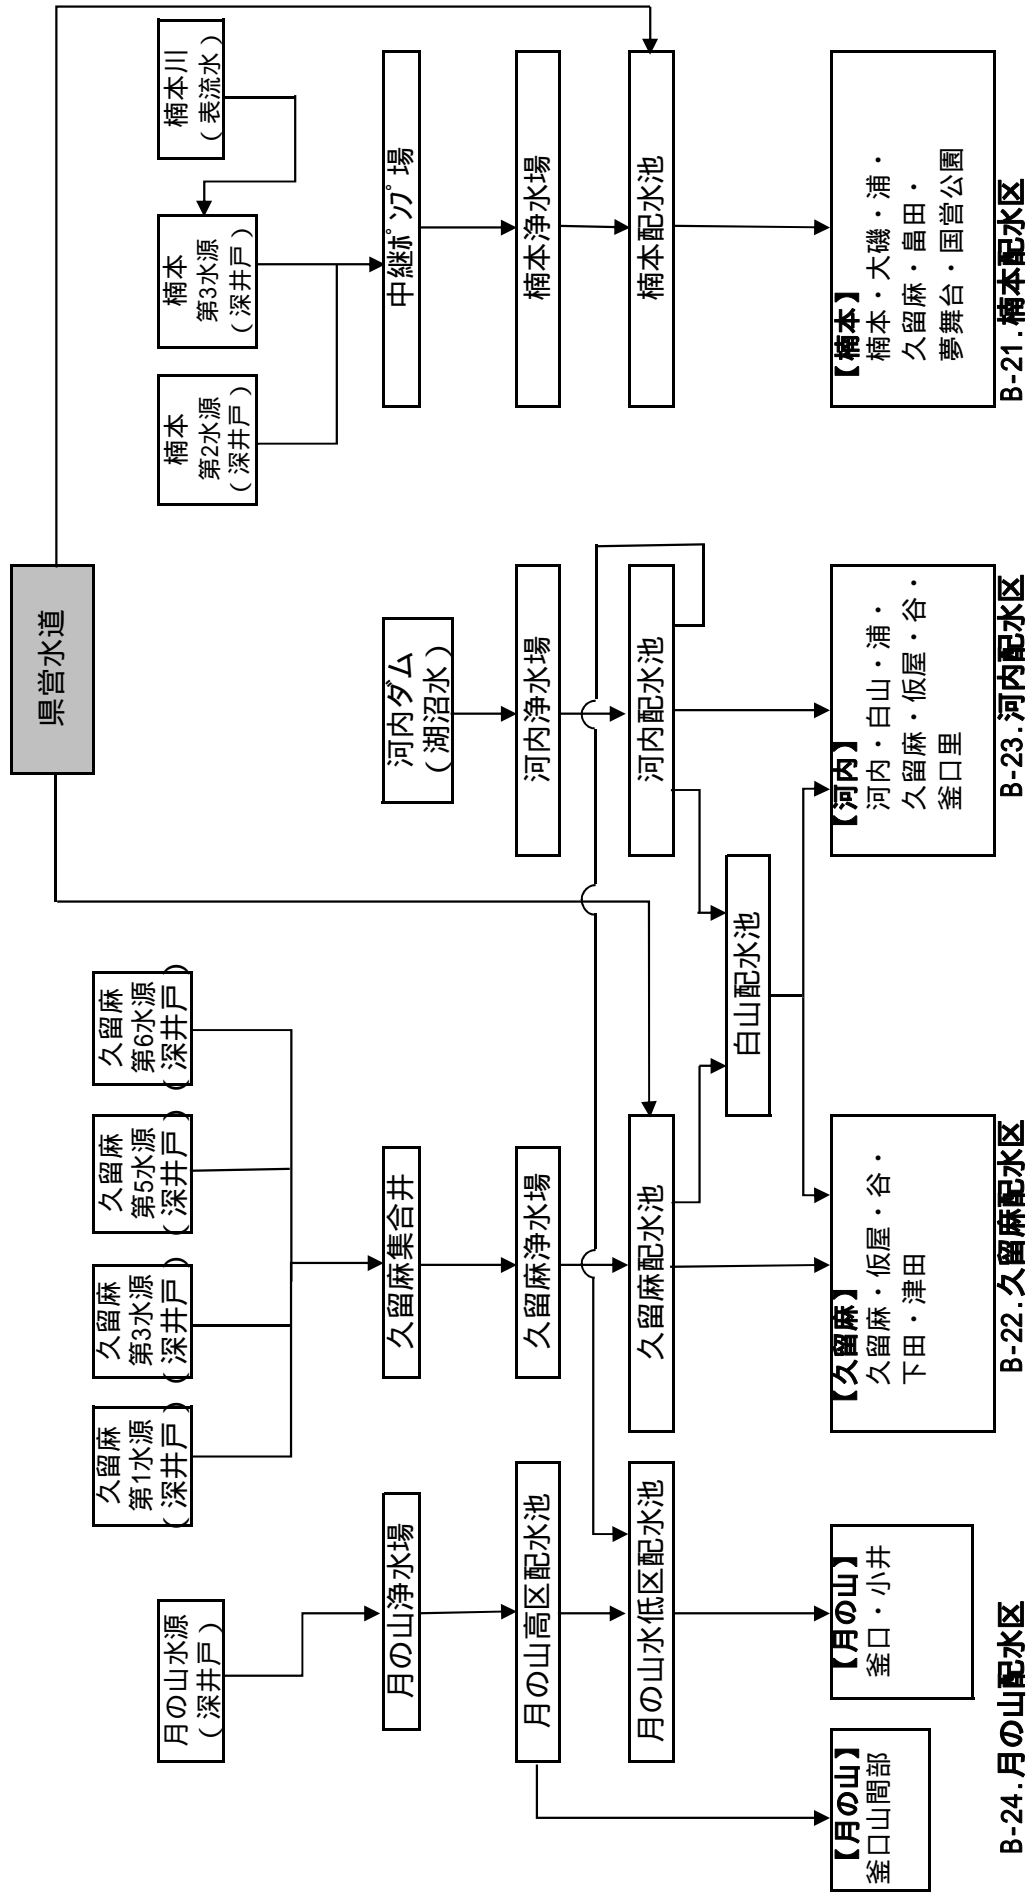 県営水道
月の山水源
(深井戸)
久留麻
第1水源
(深井戸)
久留麻
第3水源
(深井戸)
久留麻
第5水源
(深井戸)
久留麻
第6水源
(深井戸)
河内ダム
(湖沼水)
楠本
第2水源
(深井戸)
楠本
第3水源
(深井戸)
楠本川
(表流水)
月の山浄水場
久留麻集合井
中継ポンプ場
月の山高区配水池
久留麻浄水場
河内浄水場
楠本浄水場
月の山水低区配水池
久留麻配水池
河内配水池
楠本配水池
白山配水池
【月の山】
釜口山間部
【月の山】
釜口・小井
【久留麻】
久留麻・仮屋・谷・
下田・津田
【河内】
河内・白山・浦・
久留麻・仮屋・谷・
釜口里
【楠本】
楠本・大磯・浦・
久留麻・畠田・
夢舞台・国営公園
B-24.月の山配水区
B-22.久留麻配水区
B-23.河内配水区
B-21.楠本配水区